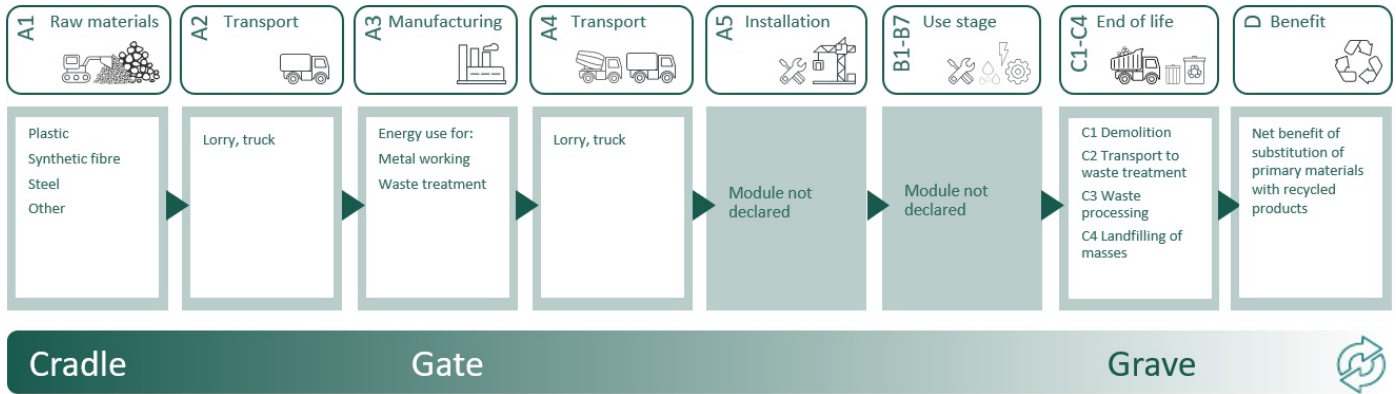 A1 Raw materials
A2 Transport
A3 Manufacturing
A4 Transport
A5 Installation
B1-B7 Use stage
C1-C4 End of life
D Benefit
Plastic
Synthetic fibre
Steel
Other
Lorry, truck
Energy use for:
Metal working
Waste treatment
Lorry, truck
Module not
declared
Module not
declared
C1 Demolition
C2 Transport to
waste treatment
C3 Waste
processing
C4 Landfilling of
masses
Net benefit of
substitution of
primary materials
with recycled
products
Cradle
Gate
Grave